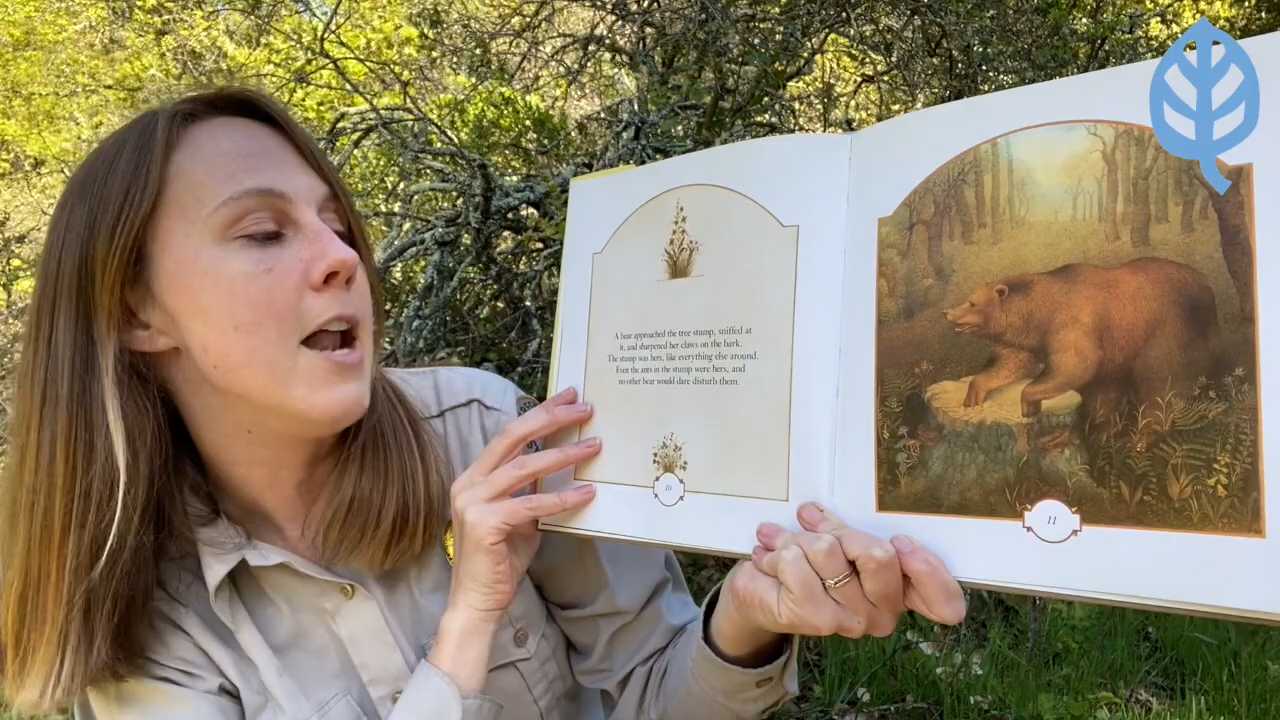 A bear approached the tree stump, sniffed at
it, and sharpened her claws on the bark.
The stump was hers, like everything else around.
Even the ants in the stump were hers, and
no other bear would dare disturb them.
10
11